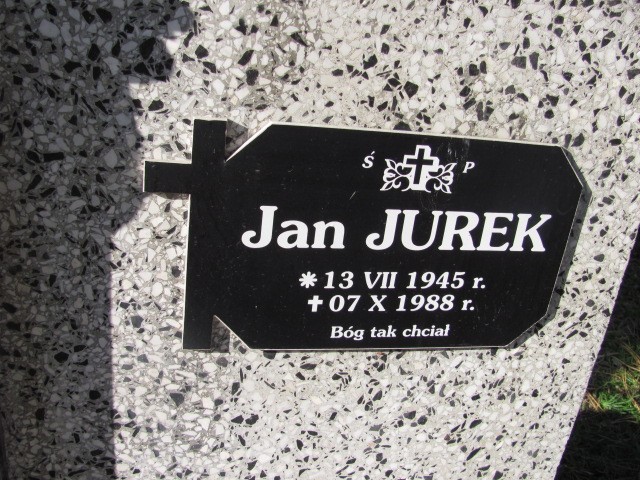 Ś P
Jan JUREK
* 13 VII 1945 r.
✝ 07 X 1988 r.
Bóg tak chciał